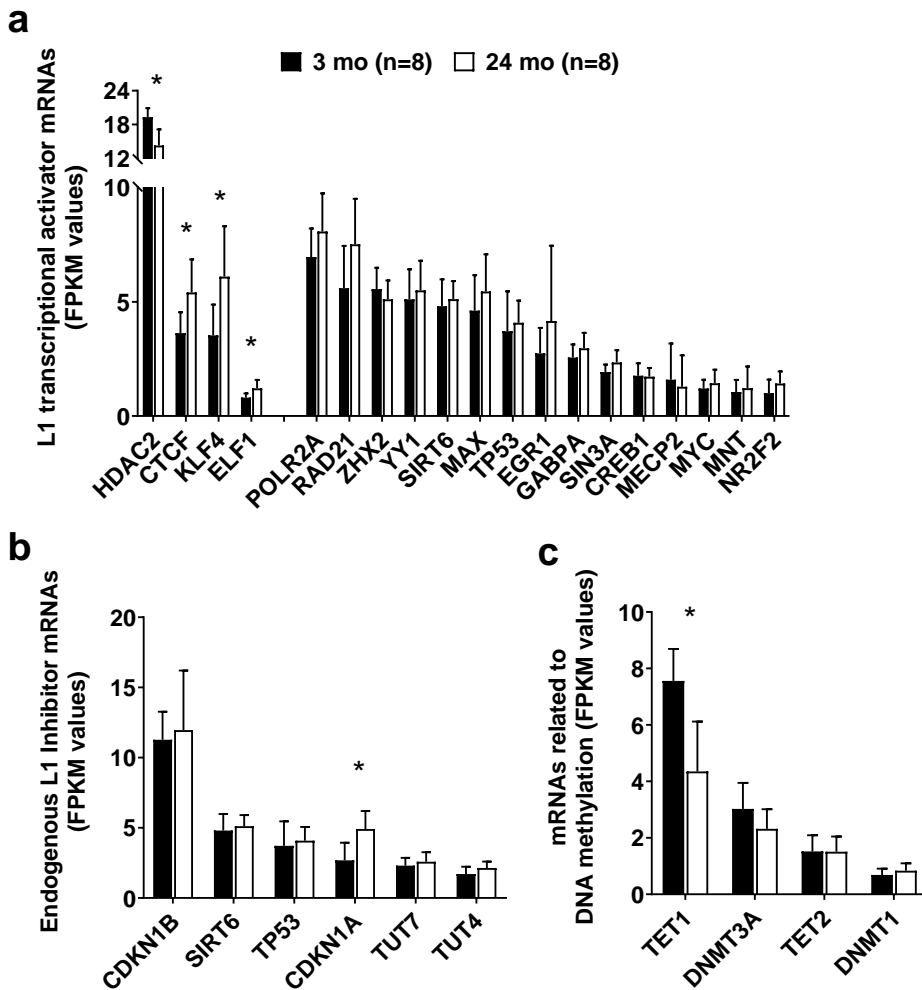 a
3 mo (n=8) 24 mo (n=8)
L1 transcriptional activator mRNAs
(FPKM values)
24
18
12
10
5
0
*
*
*
*
HDAC2
CTCF
KLF4
ELF1
POLR2A
RAD21
ZHX2
YY1
SIRT6
MAX
TP53
EGR1
GABPA
SIN3A
CREB1
MECP2
MYC
MNT
NR2F2
b
Endogenous L1 Inhibitor mRNAs
(FPKM values)
20
15
10
5
0
*
CDKN1B
SIRT6
TP53
CDKN1A
TUT7
TUT4
c
mRNAs related to
DNA methylation (FPKM values)
10
8
6
4
2
0
*
TET1
DNMT3A
TET2
DNMT1